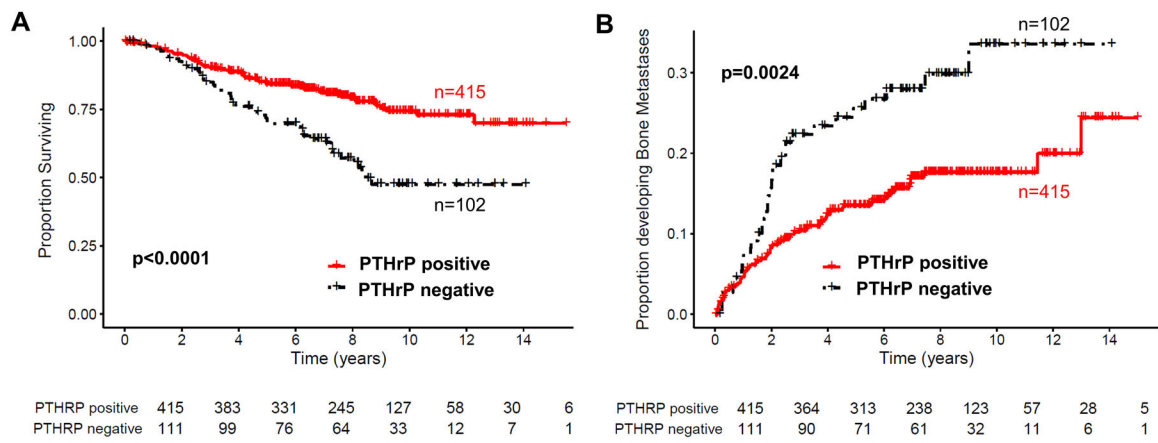 A
Proportion Surviving
1.00
0.75
0.50
0.25
0.00
n=415
n=102
p<0.0001
PTHrP positive
PTHrP negative
0 2 4 6 8 10 12 14
Time (years)
PTHRP positive 415 383 331 245 127 58 30 6
PTHRP negative 111 99 76 64 33 12 7 1
B
Proportion developing Bone Metastases
0.3
0.2
0.1
0.0
n=102
p=0.0024
n=415
PTHrP positive
PTHrP negative
0 2 4 6 8 10 12 14
Time (years)
PTHRP positive 415 364 313 238 123 57 28 5
PTHRP negative 111 90 71 61 32 11 6 1